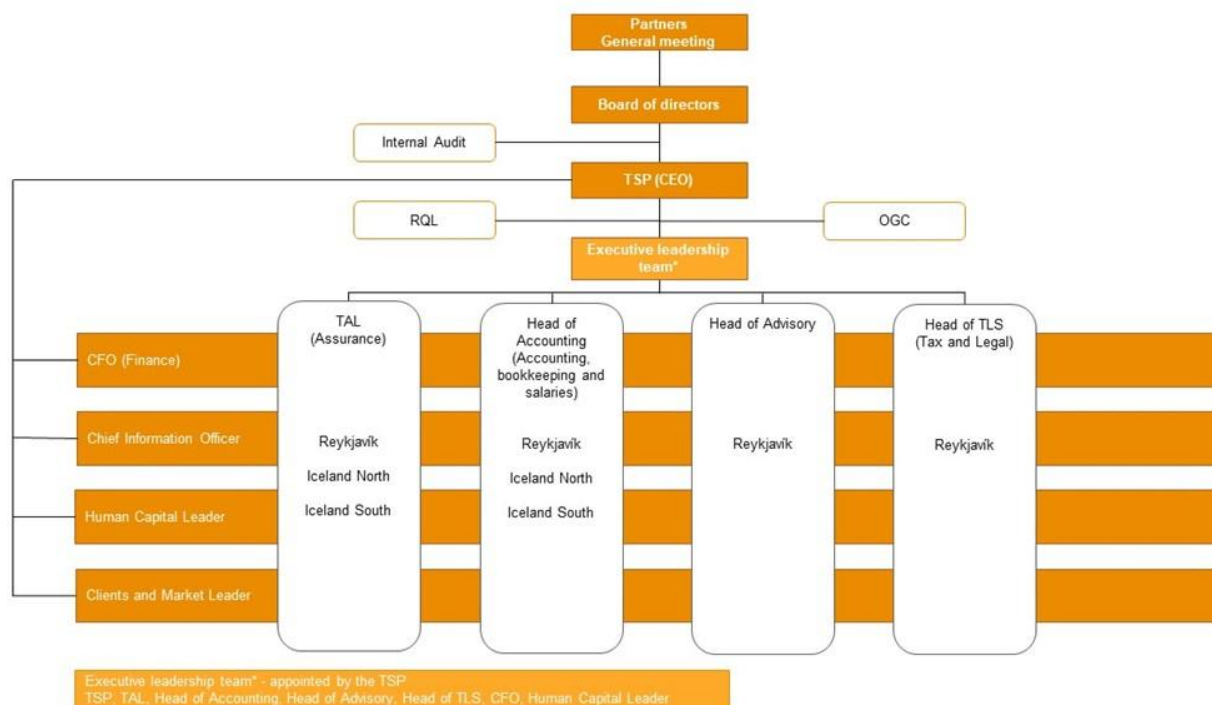 Partners
General meeting
Board of directors
Internal Audit
TSP (CEO)
RQL
OGC
Executive leadership
team*
TAL
(Assurance)
Reykjavík
Iceland North
Iceland South
Head of
Accounting
(Accounting,
bookkeeping and
salaries)
Reykjavík
Iceland North
Iceland South
Head of Advisory
Reykjavík
Head of TLS
(Tax and Legal)
Reykjavík
CFO (Finance)
Chief Information Officer
Human Capital Leader
Clients and Market Leader
Executive leadership team* - appointed by the TSP
TSP, TAL, Head of Accounting, Head of Advisory, Head of TLS, CFO, Human Capital Leader